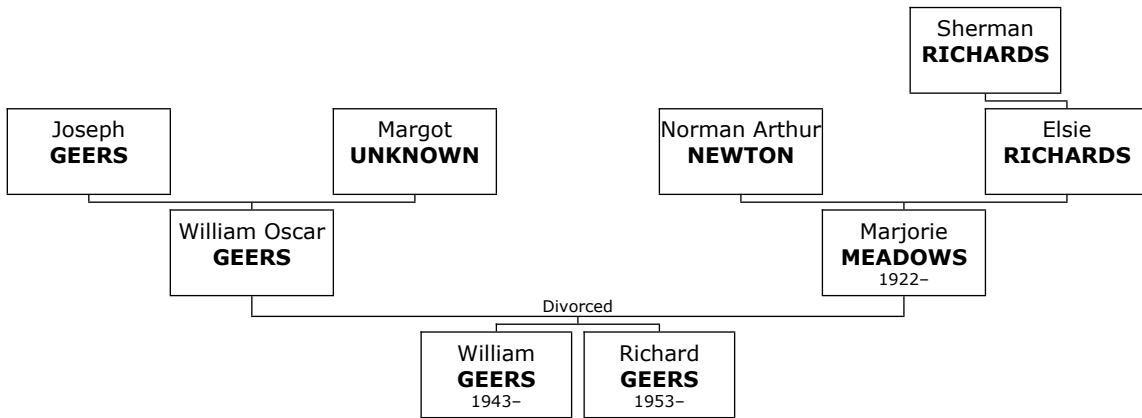 Sherman
RICHARDS
Joseph
GEERS
Margot
UNKNOWN
Norman Arthur
NEWTON
Elsie
RICHARDS
William Oscar
GEERS
Marjorie
MEADOWS
1922–
Divorced
William
GEERS
1943–
Richard
GEERS
1953–